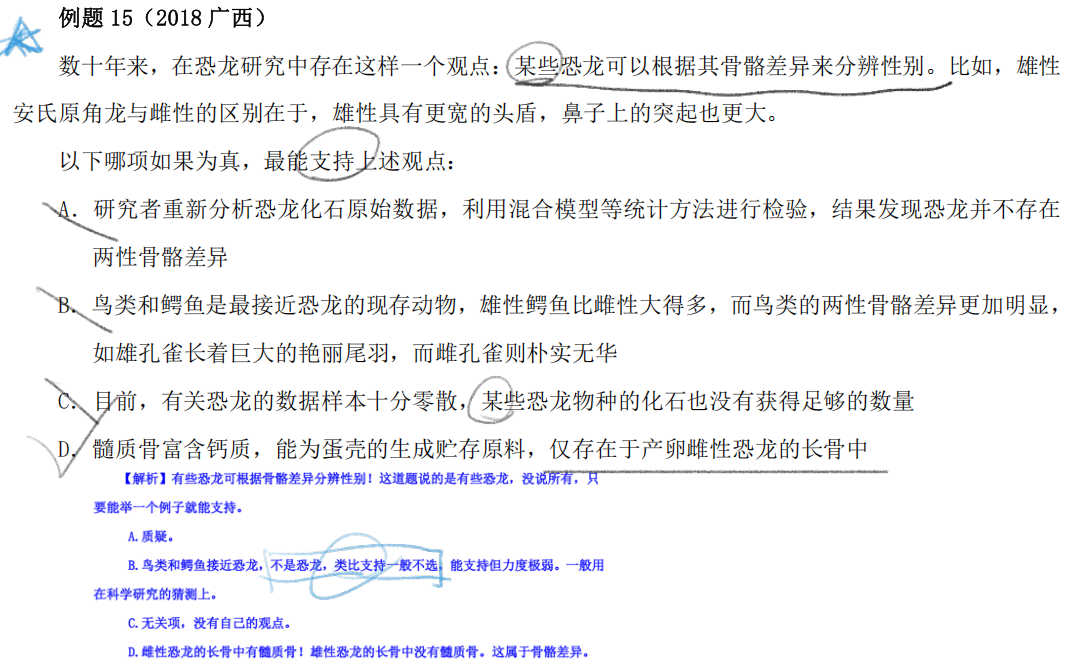 例题 15（2018 广西）
数十年来，在恐龙研究中存在这样一个观点：某些恐龙可以根据其骨骼差异来分辨性别。比如，雄性
安氏原角龙与雌性的区别在于，雄性具有更宽的头盾，鼻子上的突起也更大。
以下哪项如果为真，最能支持上述观点：
A. 研究者重新分析恐龙化石原始数据，利用混合模型等统计方法进行检验，结果发现恐龙并不存在
两性骨骼差异
B. 鸟类和鳄鱼是最接近恐龙的现存动物，雄性鳄鱼比雌性大得多，而鸟类的两性骨骼差异更加明显，
如雄孔雀长着巨大的艳丽尾羽，而雌孔雀则朴实无华
C. 目前，有关恐龙的数据样本十分零散，某些恐龙物种的化石也没有获得足够的数量
D. 髓质骨富含钙质，能为蛋壳的生成贮存原料，仅存在于产卵雌性恐龙的长骨中
【解析】有些恐龙可根据骨骼差异分辨性别！这道题说的是有些恐龙，没说所有，只
要能举一个例子就能支持。
A.质疑。
B.鸟类和鳄鱼接近恐龙，不是恐龙，类比支持一般不选，能支持但力度极弱。一般用
在科学研究的猜测上。
C.无关项，没有自己的观点。
D.雌性恐龙的长骨中有髓质骨！雄性恐龙的长骨中没有髓质骨。这属于骨骼差异。